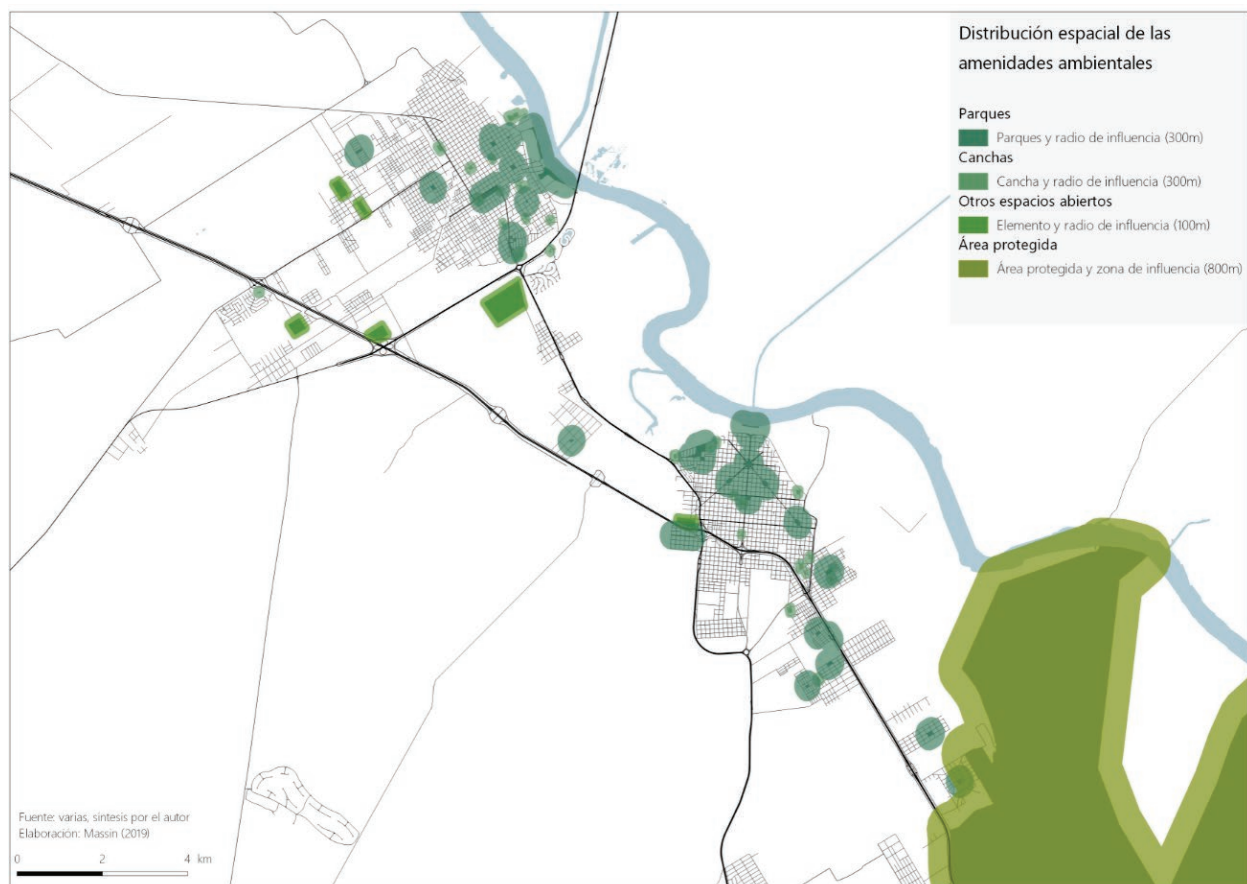 Distribución espacial de las
amenidades ambientales
Parques
Parques y radio de influencia (300m)
Canchas
Cancha y radio de influencia (300m)
Otros espacios abiertos
Elemento y radio de influencia (100m)
Área protegida
Área protegida y zona de influencia (800m)
Fuente: varias, síntesis por el autor
Elaboración: Massin (2019)
0 2 4 km